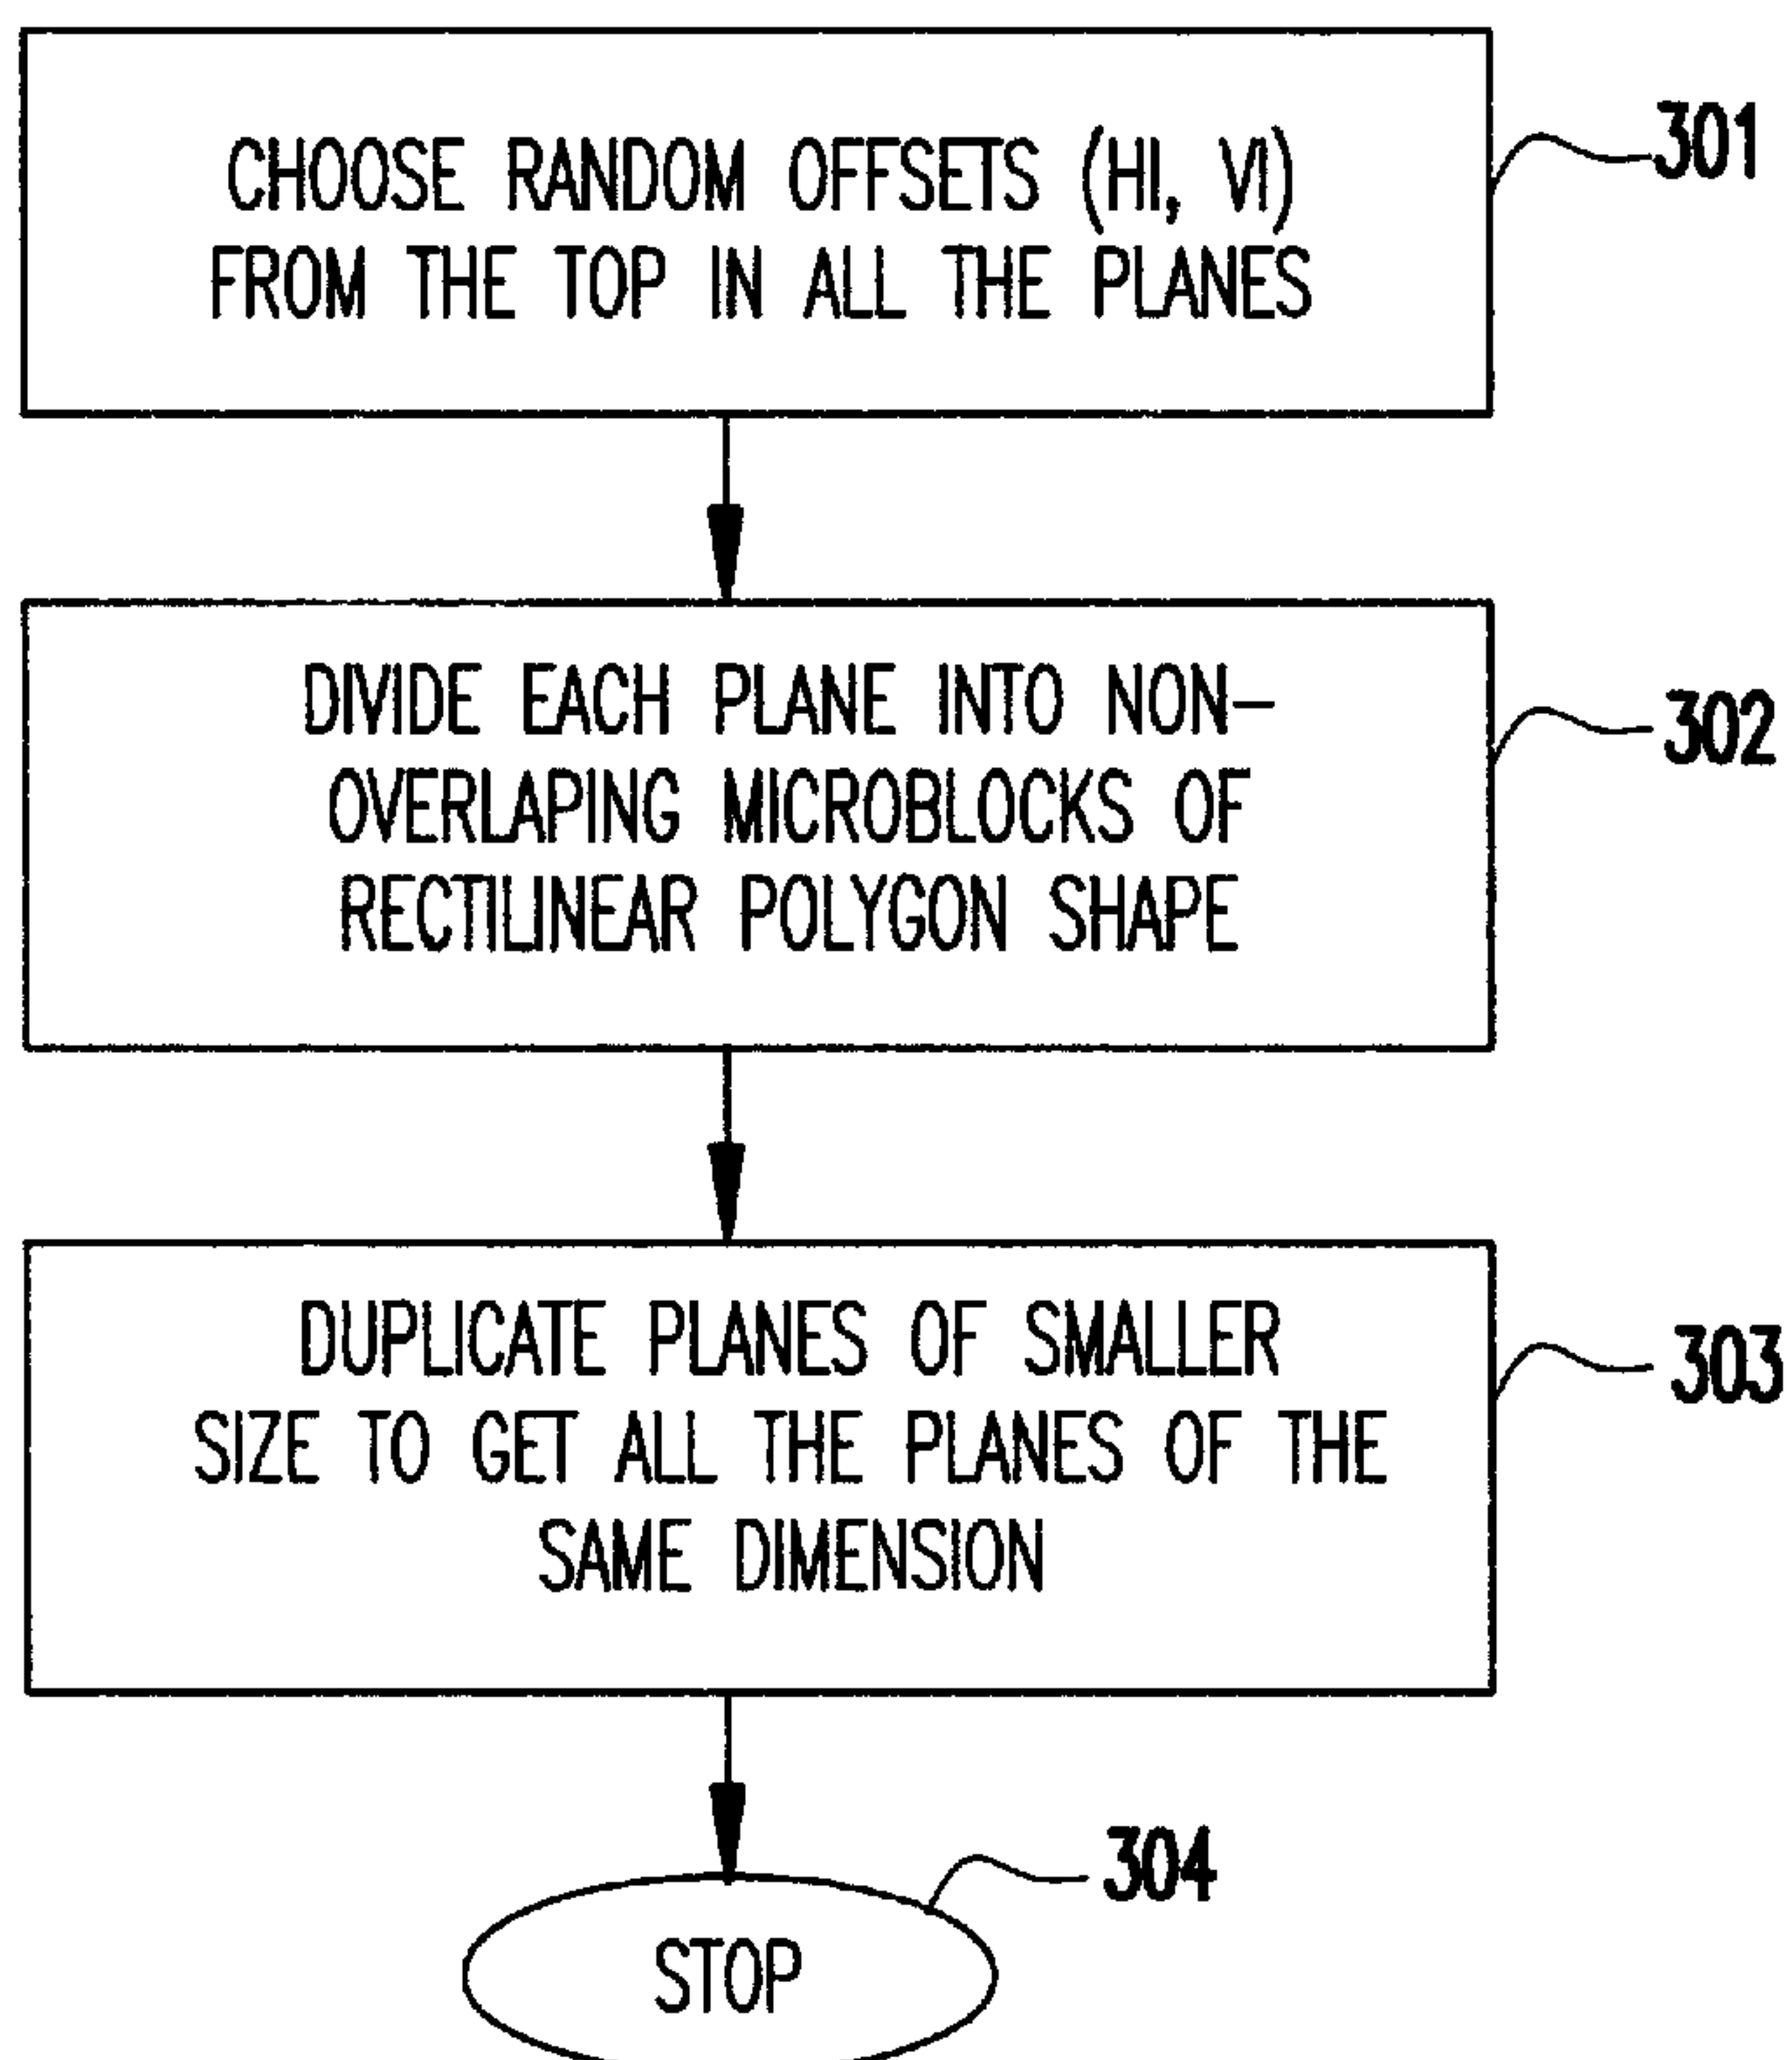 CHOOSE RANDOM OFFSETS (HI, VI)
FROM THE TOP IN ALL THE PLANES
301
DIVIDE EACH PLANE INTO NON-
OVERLAPING MICROBLOCKS OF
RECTILINEAR POLYGON SHAPE
302
DUPLICATE PLANES OF SMALLER
SIZE TO GET ALL THE PLANES OF THE
SAME DIMENSION
303
304
STOP